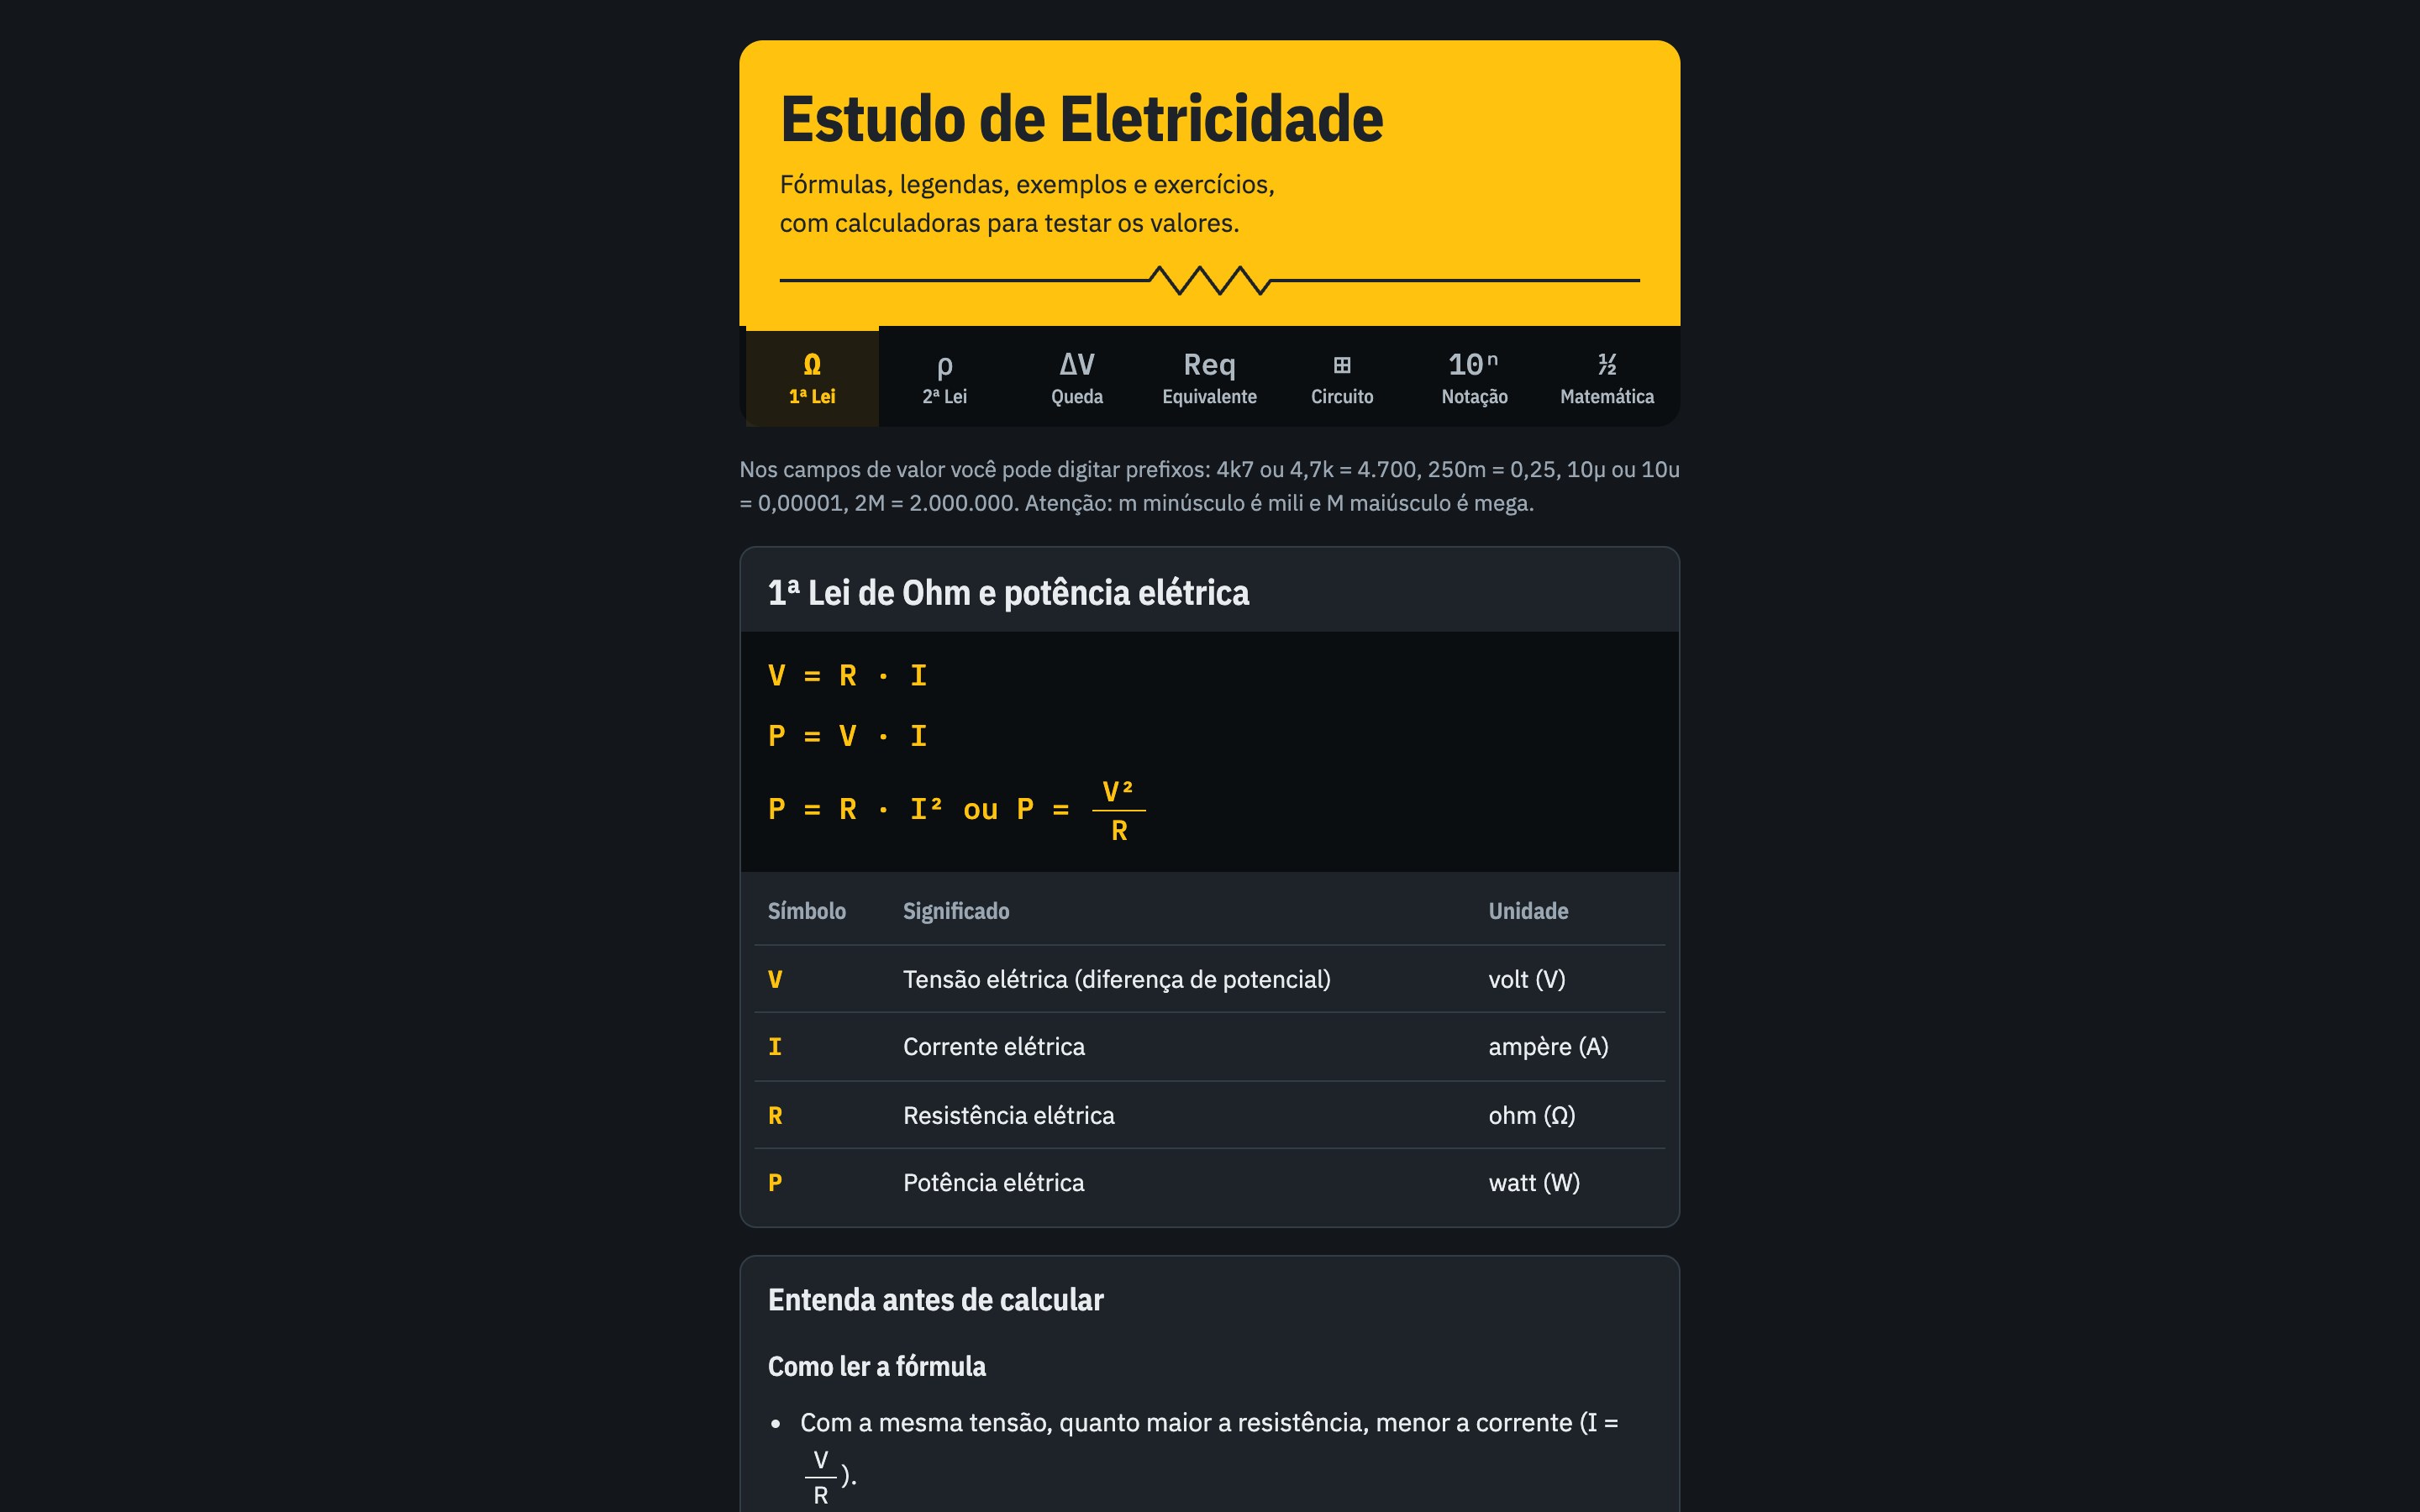 Estudo de Eletricidade
Fórmulas, legendas, exemplos e exercícios,
com calculadoras para testar os valores.
Ω ρ ΔV Req ⊞ 10ⁿ ½
1ª Lei 2ª Lei Queda Equivalente Circuito Notação Matemática
Nos campos de valor você pode digitar prefixos: 4k7 ou 4,7k = 4.700, 250m = 0,25, 10µ ou 10u
= 0,00001, 2M = 2.000.000. Atenção: m minúsculo é mili e M maiúsculo é mega.
1ª Lei de Ohm e potência elétrica
V = R · I
P = V · I
P = R · I² ou P = V²/R
Símbolo Significado Unidade
V Tensão elétrica (diferença de potencial) volt (V)
I Corrente elétrica ampère (A)
R Resistência elétrica ohm (Ω)
P Potência elétrica watt (W)
Entenda antes de calcular
Como ler a fórmula
• Com a mesma tensão, quanto maior a resistência, menor a corrente (I =
V/R).